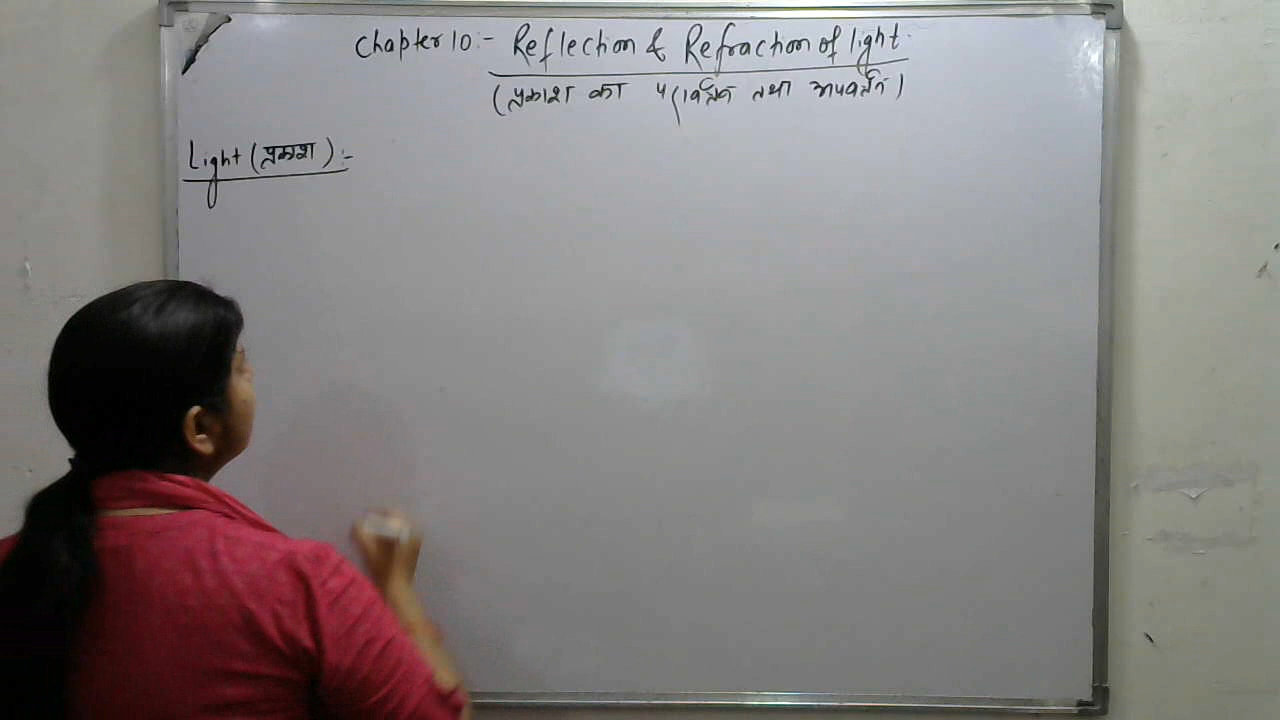 Chapter 10:- Reflection & Refraction of light.
(प्रकाश का परिवर्तन तथा अपवर्तन)
Light (प्रकाश) :-